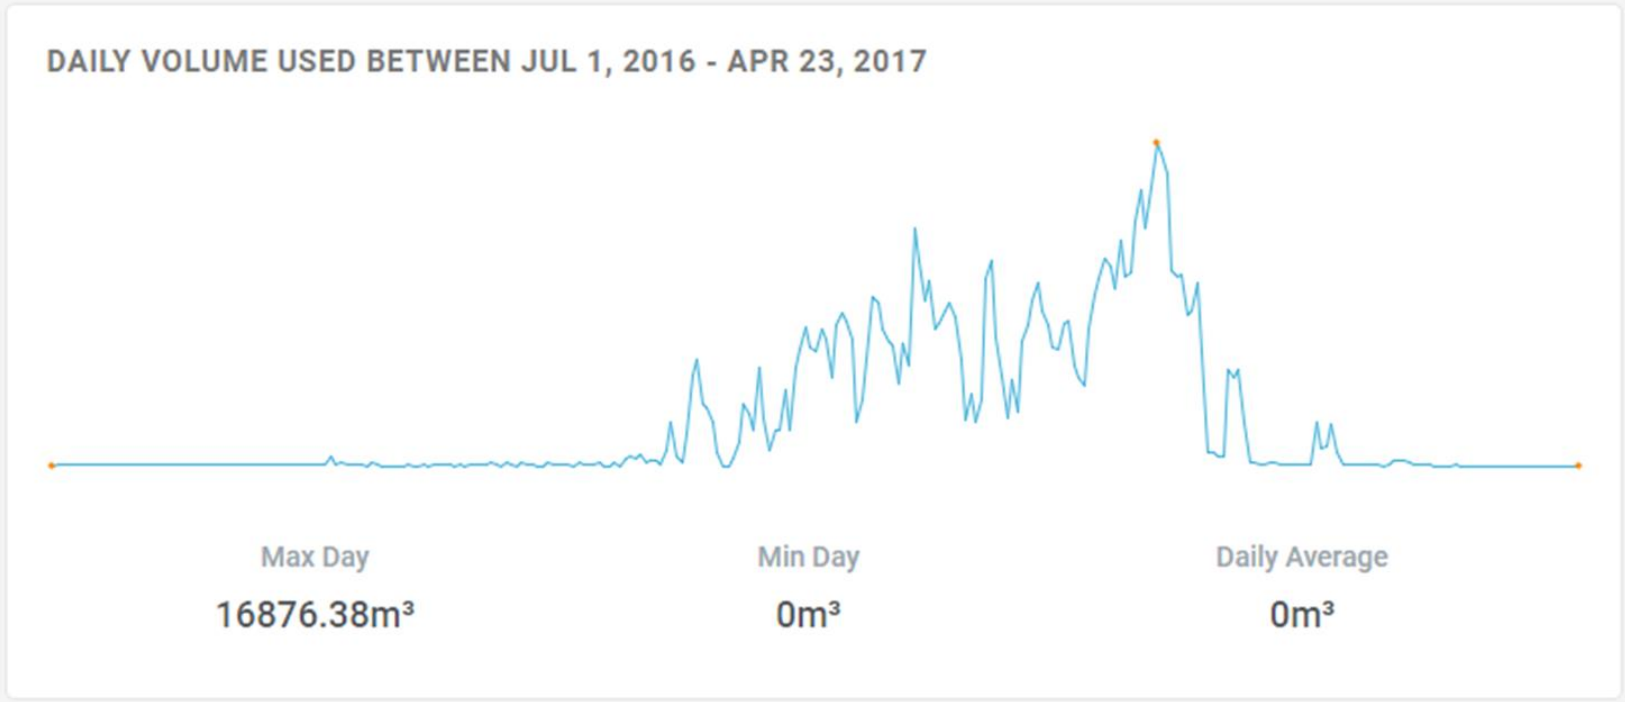 DAILY VOLUME USED BETWEEN JUL 1, 2016 - APR 23, 2017
Max Day
Min Day
Daily Average
16876.38m³
0m³
0m³